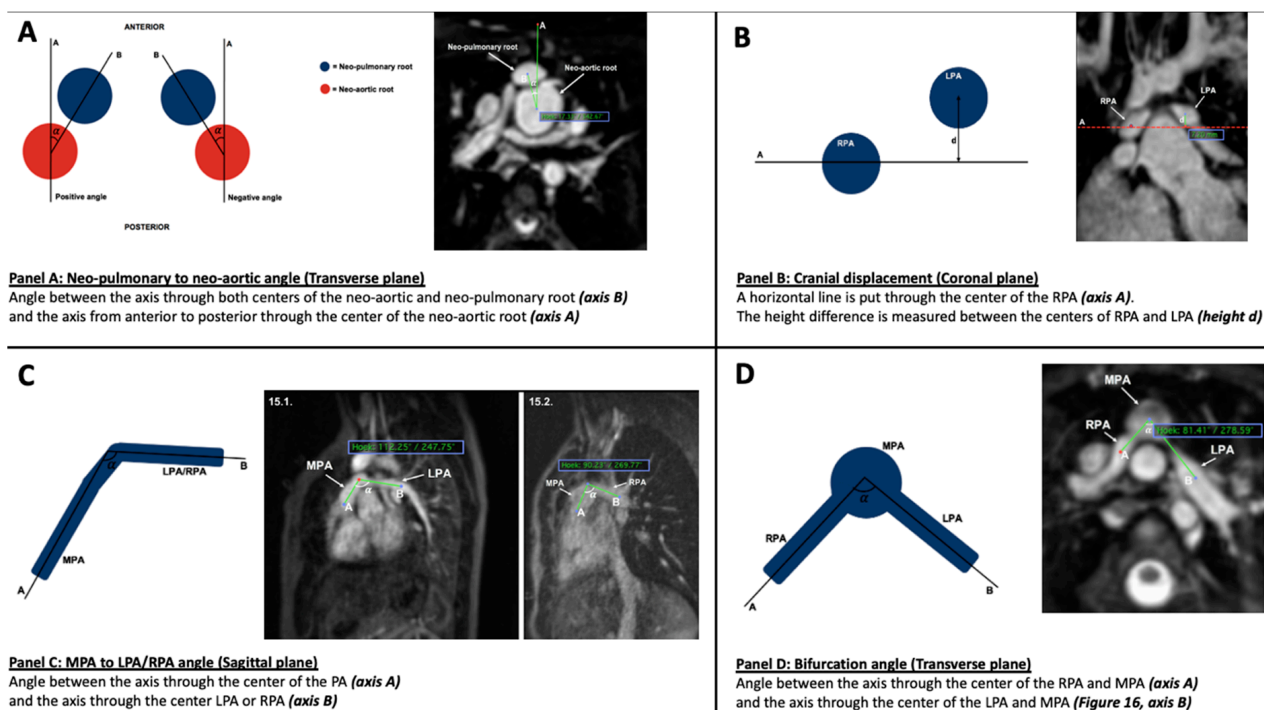 A
ANTERIOR
A
B
B
A
α
α
Positive angle
Negative angle
POSTERIOR
= Neo-pulmonary root
= Neo-aortic root
A
Neo-pulmonary root
Neo-aortic root
B
Panel A: Neo-pulmonary to neo-aortic angle (Transverse plane)
Angle between the axis through both centers of the neo-aortic and neo-pulmonary root (axis B)
and the axis from anterior to posterior through the center of the neo-aortic root (axis A)
B
LPA
RPA
d
A
LPA
RPA
A
d
Panel B: Cranial displacement (Coronal plane)
A horizontal line is put through the center of the RPA (axis A).
The height difference is measured between the centers of RPA and LPA (height d)
C
α
LPA/RPA
B
MPA
A
15.1.
Hoek: 112.25° / 247.75°
MPA
LPA
A
α
B
15.2.
Hoek: 90.23° / 269.77°
MPA
RPA
A
α
B
Panel C: MPA to LPA/RPA angle (Sagittal plane)
Angle between the axis through the center of the PA (axis A)
and the axis through the center LPA or RPA (axis B)
D
MPA
α
RPA
LPA
A
B
MPA
α
Hoek: 81.41° / 278.59°
RPA
LPA
A
B
Panel D: Bifurcation angle (Transverse plane)
Angle between the axis through the center of the RPA and MPA (axis A)
and the axis through the center of the LPA and MPA (Figure 16, axis B)